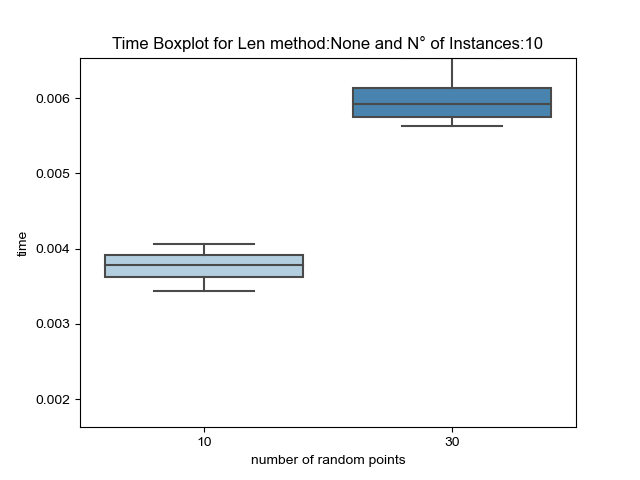 Time Boxplot for Len method:None and N° of Instances:10
0.006
0.005
0.004
0.003
0.002
time
10
30
number of random points